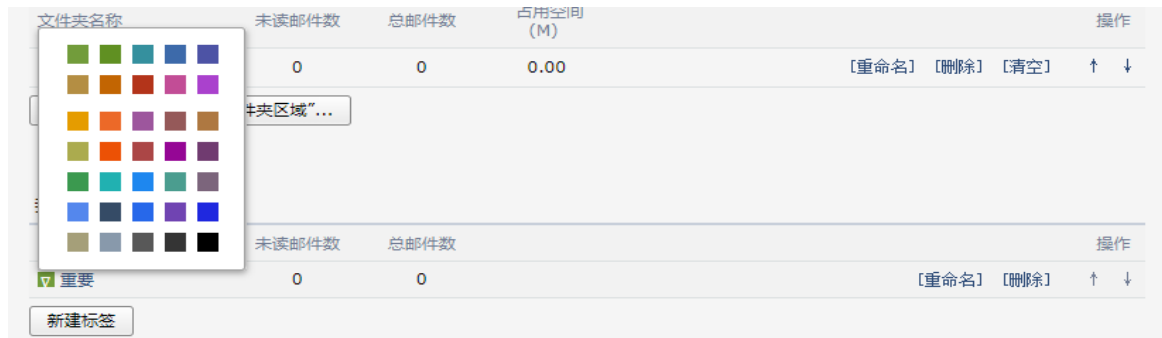 文件夹名称 未读邮件数 总邮件数 占用空间 操作
(M)
0 0 0.00 [重命名] [删除] [清空] ↑ ↓
件夹区域"...
未读邮件数 总邮件数 操作
重要 0 0 [重命名] [删除] ↑ ↓
新建标签